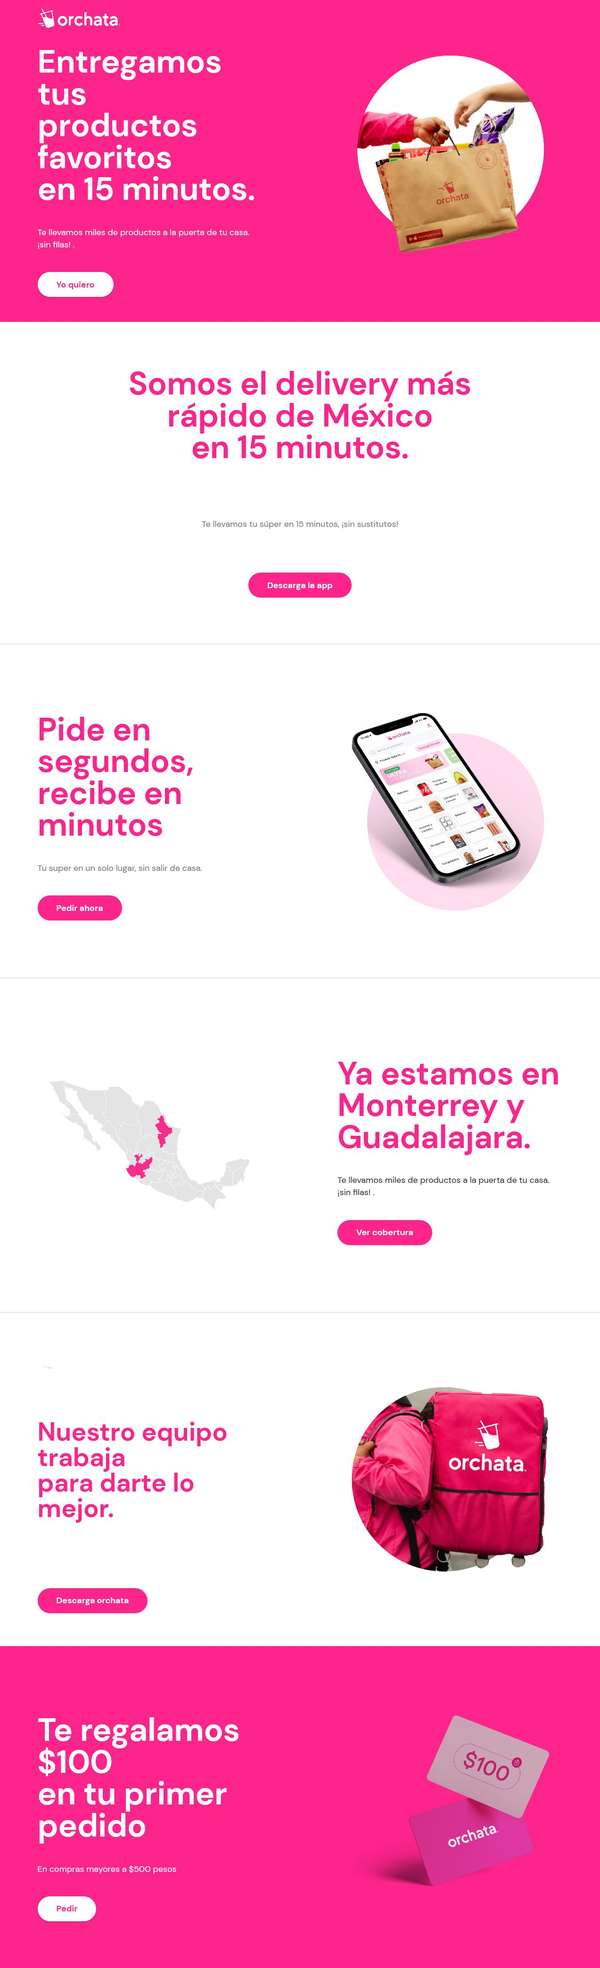 orchata.
Entregamos
tus
productos
favoritos
en 15 minutos.
Te llevamos miles de productos a la puerta de tu casa.
¡sin filas! .
Yo quiero
orchata
Somos el delivery más
rápido de México
en 15 minutos.
Te llevamos tu súper en 15 minutos, ¡sin sustitutos!
Descarga la app
Pide en
segundos,
recibe en
minutos
Tu super en un solo lugar, sin salir de casa.
Pedir ahora
orchata
Ya estamos en
Monterrey y
Guadalajara.
Te llevamos miles de productos a la puerta de tu casa.
¡sin filas! .
Ver cobertura
Nuestro equipo
trabaja
para darte lo
mejor.
Descarga orchata
orchata.
Te regalamos
$100
en tu primer
pedido
En compras mayores a $500 pesos
Pedir
$100
orchata.